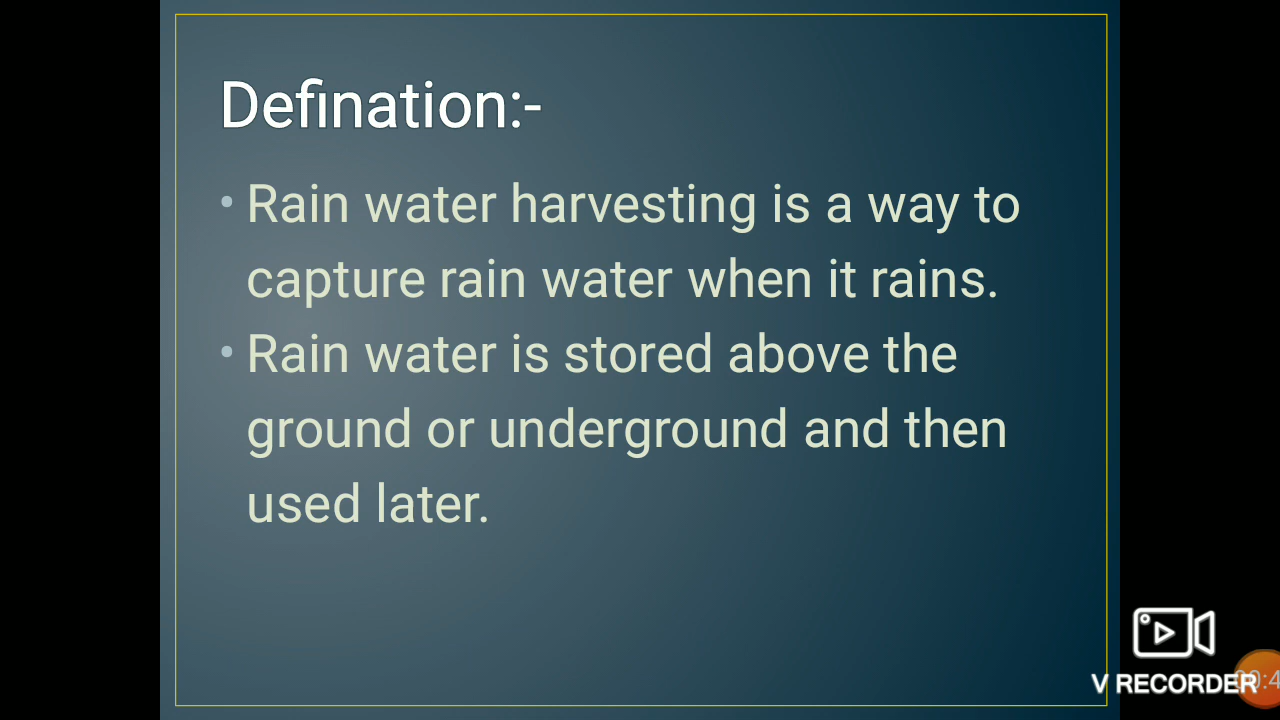 Defination:-
• Rain water harvesting is a way to
capture rain water when it rains.
• Rain water is stored above the
ground or underground and then
used later.
V RECORDER